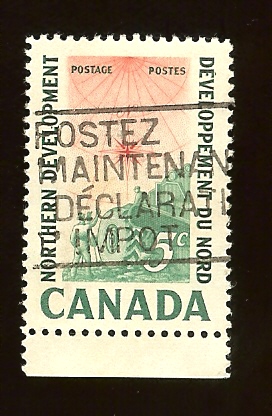 POSTAGE POSTES
NORTHERN DEVELOPMENT
DÉVELOPPEMENT DU NORD
POSTEZ
MAINTENAN
DÉCLARATI
IMPOT
5¢
CANADA